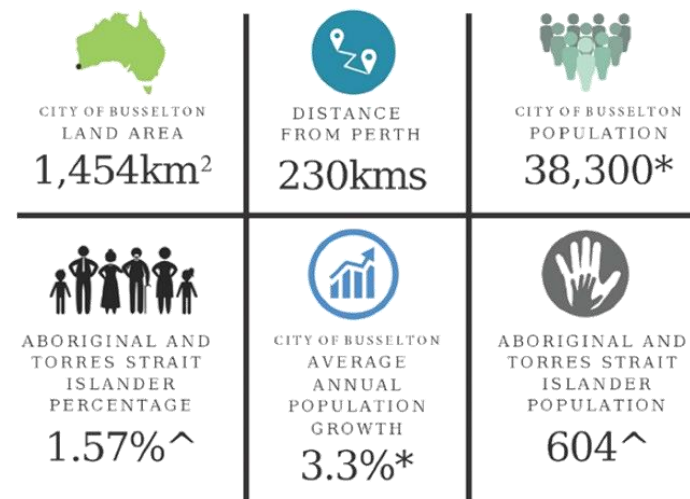 CITY OF BUSSELTON
LAND AREA
1,454km²
DISTANCE
FROM PERTH
230kms
CITY OF BUSSELTON
POPULATION
38,300*
ABORIGINAL AND
TORRES STRAIT
ISLANDER
PERCENTAGE
1.57%^
CITY OF BUSSELTON
AVERAGE
ANNUAL
POPULATION
GROWTH
3.3%*
ABORIGINAL AND
TORRES STRAIT
ISLANDER
POPULATION
604^